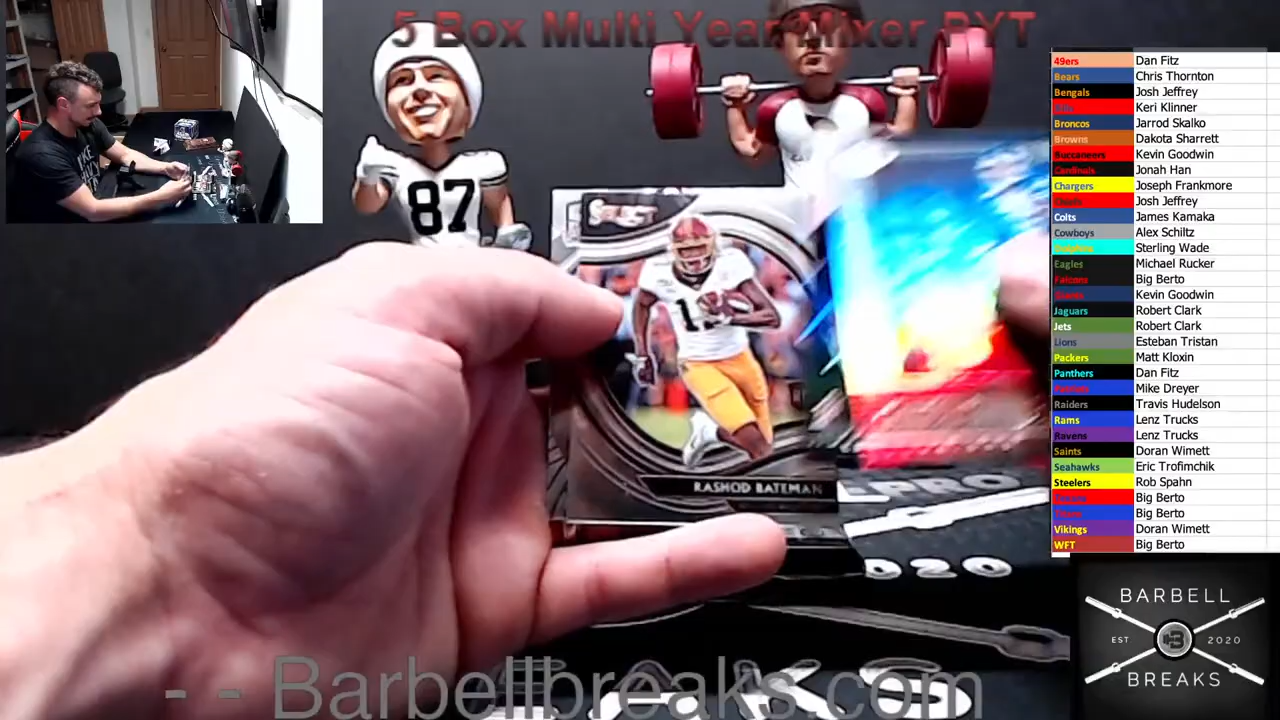 5 Box Multi Year Mixer PYT
49ers Dan Fitz
Bears Chris Thornton
Bengals Josh Jeffrey
Keri Klinner
Broncos Jarrod Skalko
Browns Dakota Sharrett
Buccaneers Kevin Goodwin
Cardinals Jonah Han
Chargers Joseph Frankmore
Chiefs Josh Jeffrey
Colts James Kamaka
Cowboys Alex Schiltz
Dolphins Sterling Wade
Eagles Michael Rucker
Falcons Big Berto
Giants Kevin Goodwin
Jaguars Robert Clark
Jets Robert Clark
Lions Esteban Tristan
Packers Matt Kloxin
Panthers Dan Fitz
Patriots Mike Dreyer
Raiders Travis Hudelson
Rams Lenz Trucks
Ravens Lenz Trucks
Saints Doran Wimett
Seahawks Eric Trofimchik
Steelers Rob Spahn
Texans Big Berto
Titans Big Berto
Vikings Doran Wimett
WFT Big Berto
87
SELECT
RASHOD BATEMAN
2020
BARBELL
EST 2020
B
BREAKS
- - Barbellbreaks.com